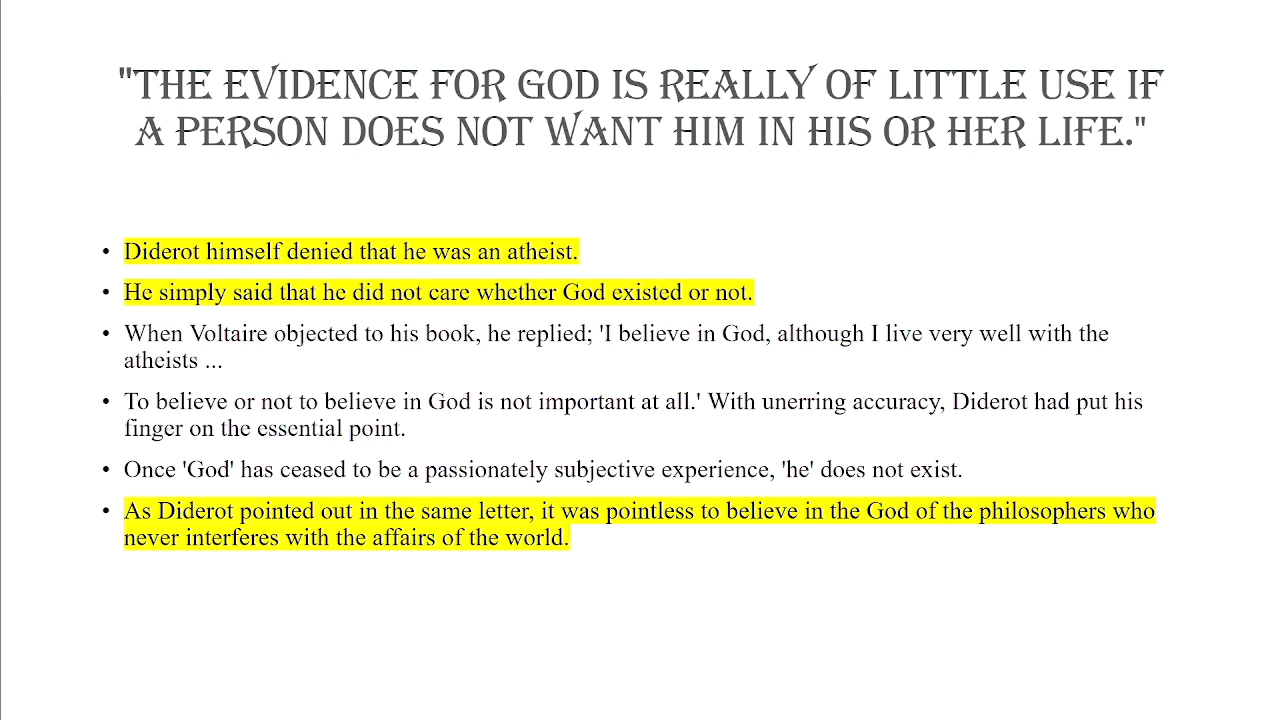 "THE EVIDENCE FOR GOD IS REALLY OF LITTLE USE IF
A PERSON DOES NOT WANT HIM IN HIS OR HER LIFE."
• Diderot himself denied that he was an atheist.
• He simply said that he did not care whether God existed or not.
• When Voltaire objected to his book, he replied; 'I believe in God, although I live very well with the
atheists ...
• To believe or not to believe in God is not important at all.' With unerring accuracy, Diderot had put his
finger on the essential point.
• Once 'God' has ceased to be a passionately subjective experience, 'he' does not exist.
• As Diderot pointed out in the same letter, it was pointless to believe in the God of the philosophers who
never interferes with the affairs of the world.